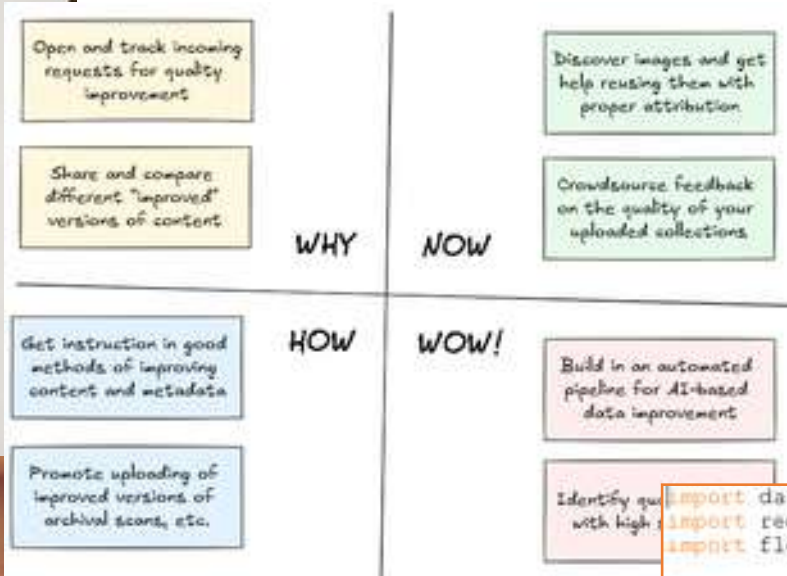 Open and track incoming
requests for quality
improvement
Share and compare
different "improved"
versions of content
WHY
NOW
Discover images and get
help reusing them with
proper attribution
Crowdsource feedback
on the quality of your
uploaded collections
Get instruction in good
methods of improving
content and metadata
Promote uploading of
improved versions of
archival scans, etc.
HOW
WOW!
Build in an automated
pipeline for AI-based
data improvement
Identify
with high
import da
import
import